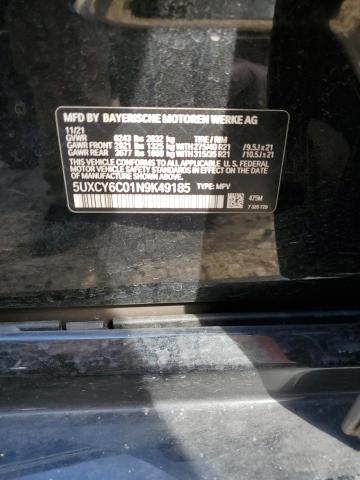 MFD BY BAYERISCHE MOTOREN WERKE AG
11/21
GVWR 6243 lbs 2832 kg TIRE / RIM
GAWR FRONT 2921 lbs 1325 kg WITH 275/40 R21 /9.5J x 21
GAWR REAR 3677 lbs 1668 kg WITH 315/35 R21 /10.5J x 21
THIS VEHICLE CONFORMS TO ALL APPLICABLE U.S. FEDERAL
MOTOR VEHICLE SAFETY STANDARDS IN EFFECT ON THE DATE
OF MANUFACTURE SHOWN ABOVE.
5UXCY6C01N9K49185 TYPE: MPV
475M